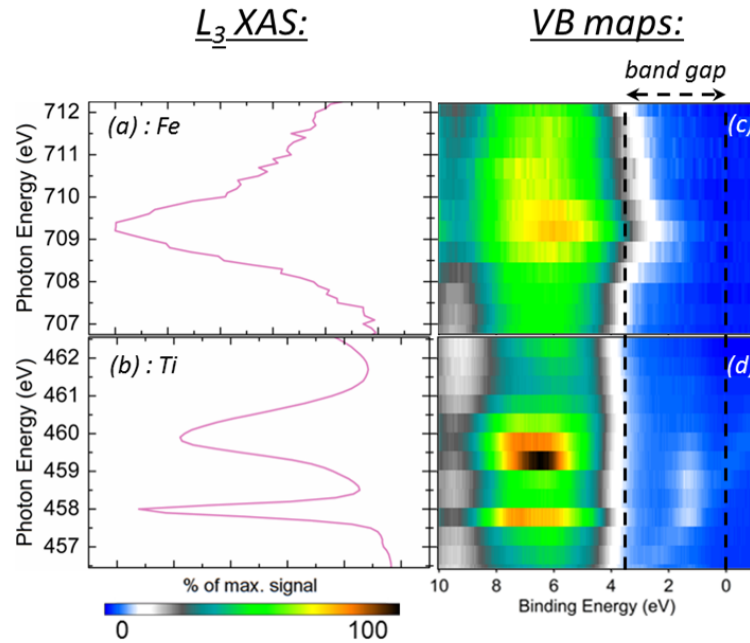 L3 XAS:
VB maps:
band gap
(a) : Fe
(c)
712
711
710
709
708
707
Photon Energy (eV)
(b) : Ti
(d)
462
461
460
459
458
457
Photon Energy (eV)
% of max. signal
0
100
10
8
6
4
2
0
Binding Energy (eV)